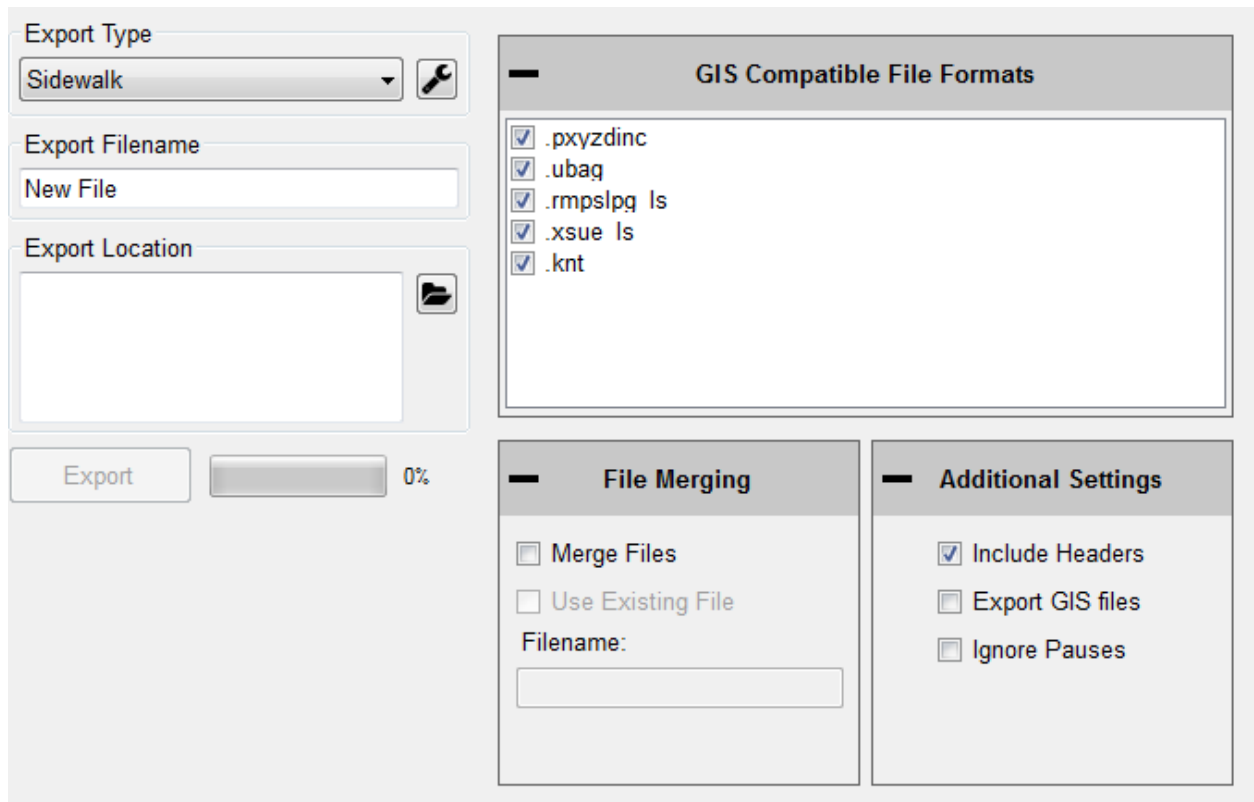 Export Type
Sidewalk
Export Filename
New File
Export Location
Export
0%
GIS Compatible File Formats
.pxyzdinc
.ubag
.rmpslpg_ls
.xsue_ls
.knt
File Merging
Merge Files
Use Existing File
Filename:
Additional Settings
Include Headers
Export GIS files
Ignore Pauses